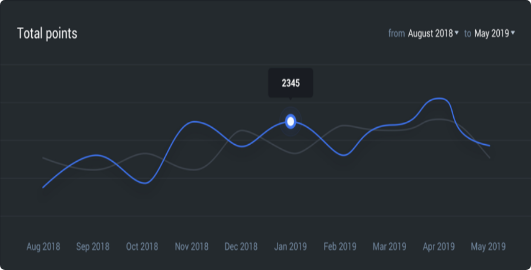 Total points
from August 2018 to May 2019
2345
Aug 2018 Sep 2018 Oct 2018 Nov 2018 Dec 2018 Jan 2019 Feb 2019 Mar 2019 Apr 2019 May 2019